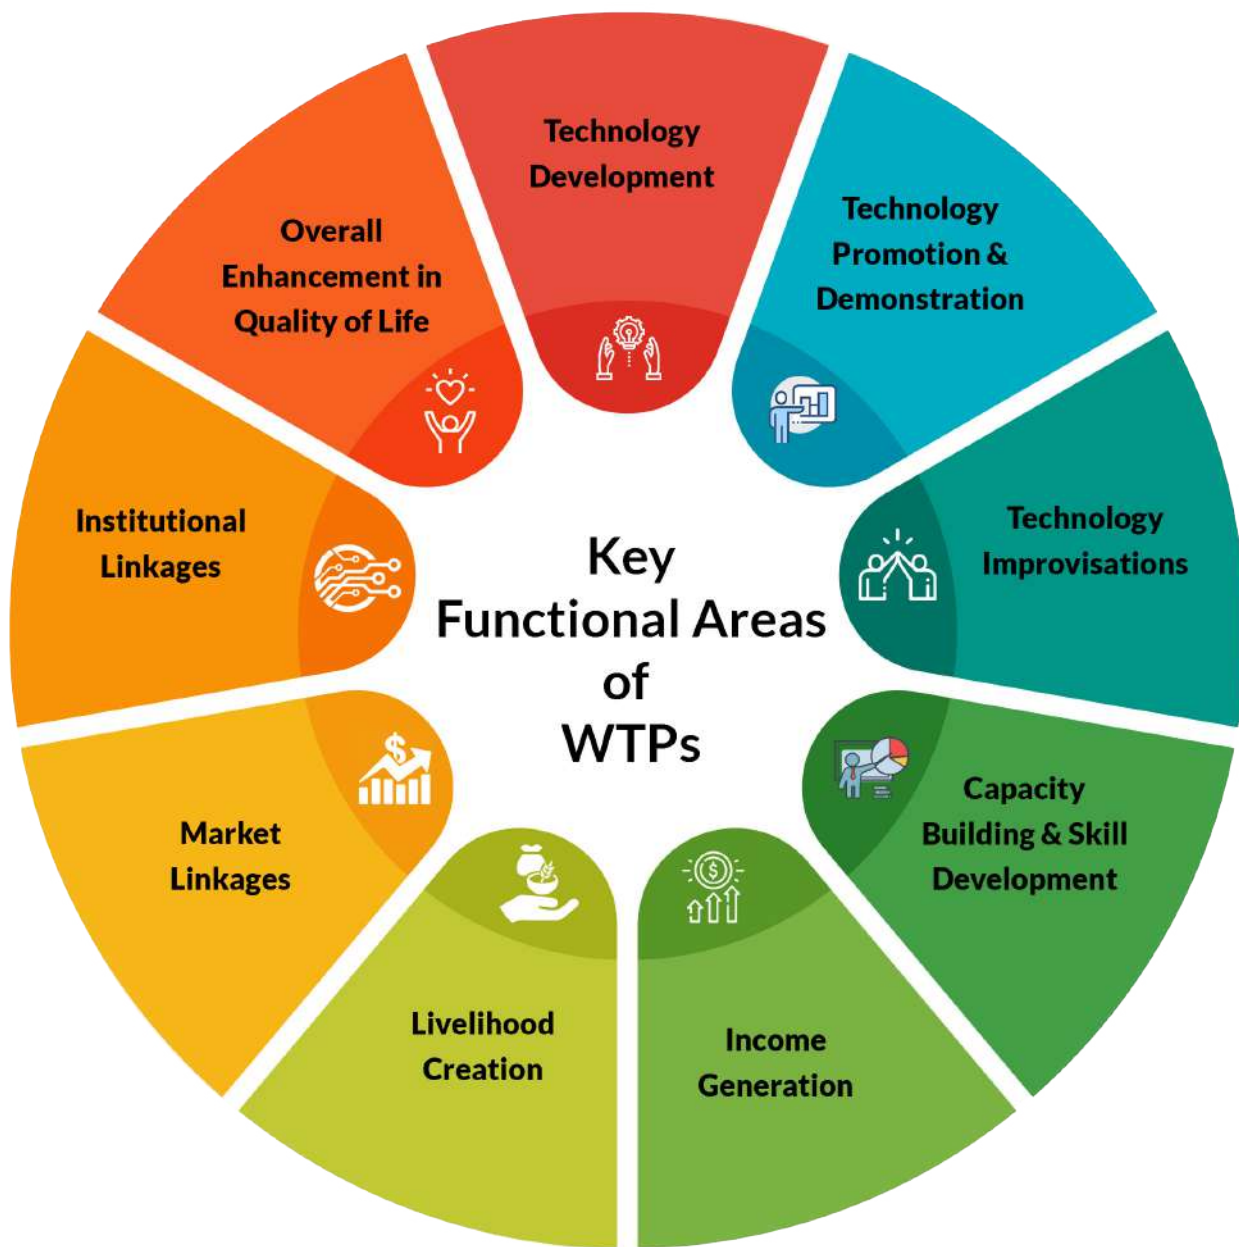 Technology
Development
Technology
Promotion &
Demonstration
Technology
Improvisations
Capacity
Building & Skill
Development
Income
Generation
Livelihood
Creation
Market
Linkages
Institutional
Linkages
Overall
Enhancement in
Quality of Life
Key
Functional Areas
of
WTPs